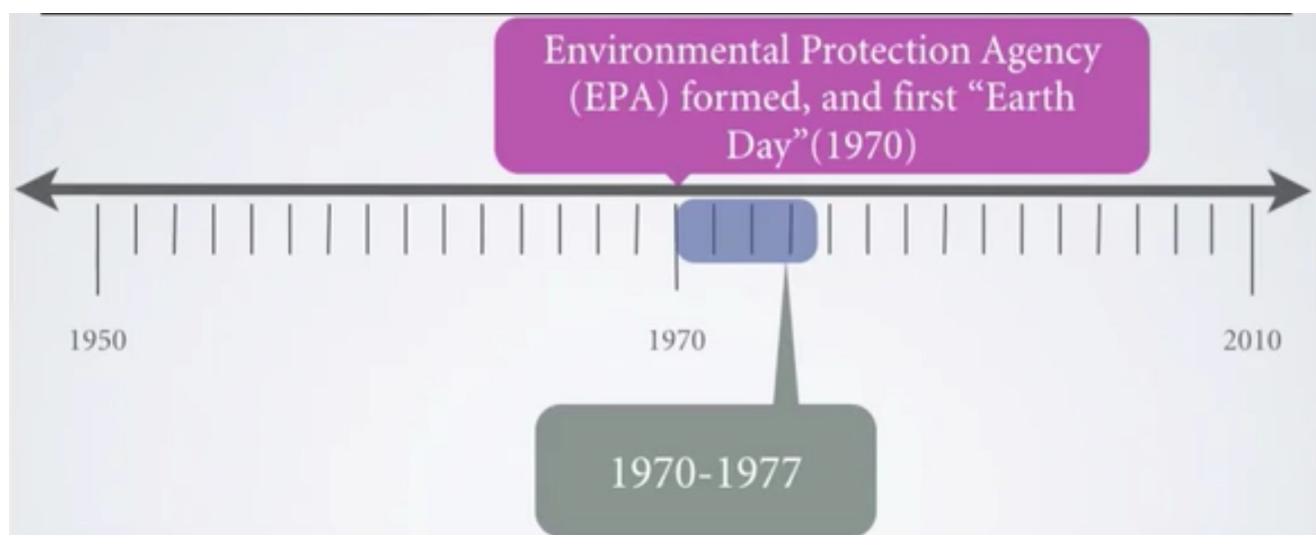 Environmental Protection Agency
(EPA) formed, and first “Earth
Day”(1970)
1950
1970
2010
1970-1977